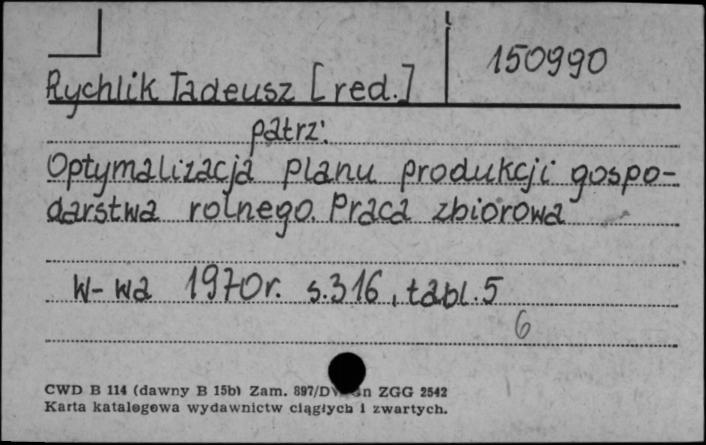 150990
Rychlik Tadeusz [red.]
patrz:
Optymalizacja planu produkcji gospo-
darstwa rolnego. Praca zbiorowa
W-wa 1970r. s.316, tabl.5
6
CWD B 114 (dawny B 15b) Zam. 897/D ZGG 2542
Karta katalogowa wydawnictw ciągłych i zwartych.